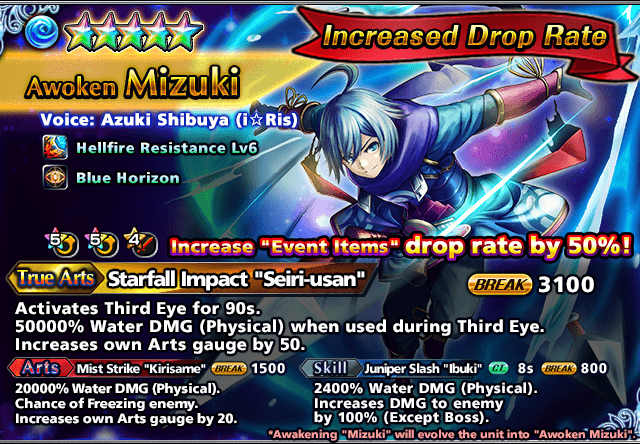 Increased Drop Rate
Awoken Mizuki
Voice: Azuki Shibuya (i☆Ris)
Hellfire Resistance Lv6
Blue Horizon
5 5 4
Increase "Event Items" drop rate by 50%!
True Arts Starfall Impact "Seiri-usan" BREAK 3100
Activates Third Eye for 90s.
50000% Water DMG (Physical) when used during Third Eye.
Increases own Arts gauge by 50.
Arts Mist Strike "Kirisame" BREAK 1500
20000% Water DMG (Physical).
Chance of Freezing enemy.
Increases own Arts gauge by 20.
Skill Juniper Slash "Ibuki" C.T. 8s BREAK 800
2400% Water DMG (Physical).
Increases DMG to enemy
by 100% (Except Boss).
*Awakening "Mizuki" will evolve the unit into "Awoken Mizuki".